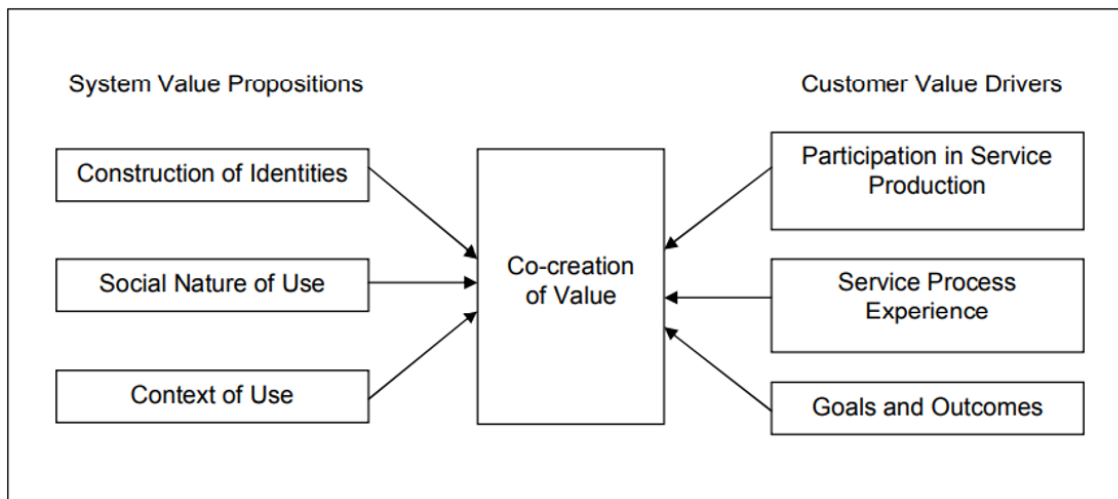 System Value Propositions
Customer Value Drivers
Construction of Identities
Social Nature of Use
Context of Use
Co-creation
of Value
Participation in Service
Production
Service Process
Experience
Goals and Outcomes